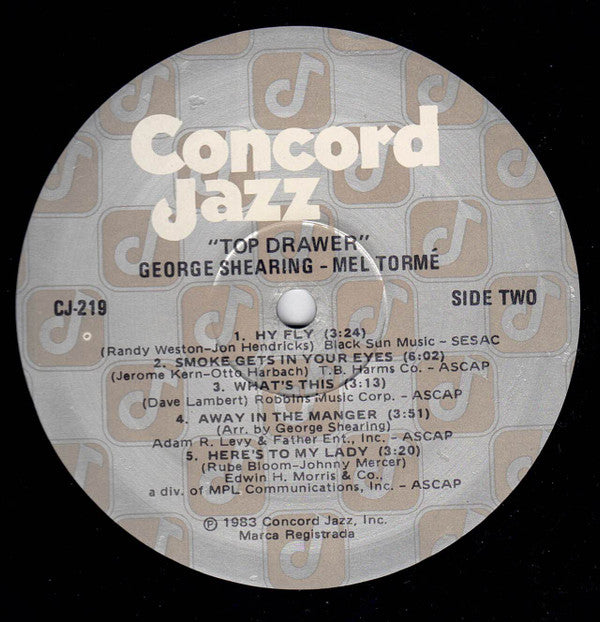 Concord
Jazz
"TOP DRAWER"
GEORGE SHEARING - MEL TORMÉ
CJ-219
SIDE TWO
1. HY FLY (3:24)
(Randy Weston-Jon Hendricks) Black Sun Music - SESAC
2. SMOKE GETS IN YOUR EYES (6:02)
(Jerome Kern-Otto Harbach) T.B. Harms Co. - ASCAP
3. WHAT'S THIS (3:13)
(Dave Lambert) Robbins Music Corp. - ASCAP
4. AWAY IN THE MANGER (3:51)
(Arr. by George Shearing)
Adam R. Levy & Father Ent., Inc. - ASCAP
5. HERE'S TO MY LADY (3:20)
(Rube Bloom-Johnny Mercer)
Edwin H. Morris & Co.,
a div. of MPL Communications, Inc. - ASCAP
℗ 1983 Concord Jazz, Inc.
Marca Registrada